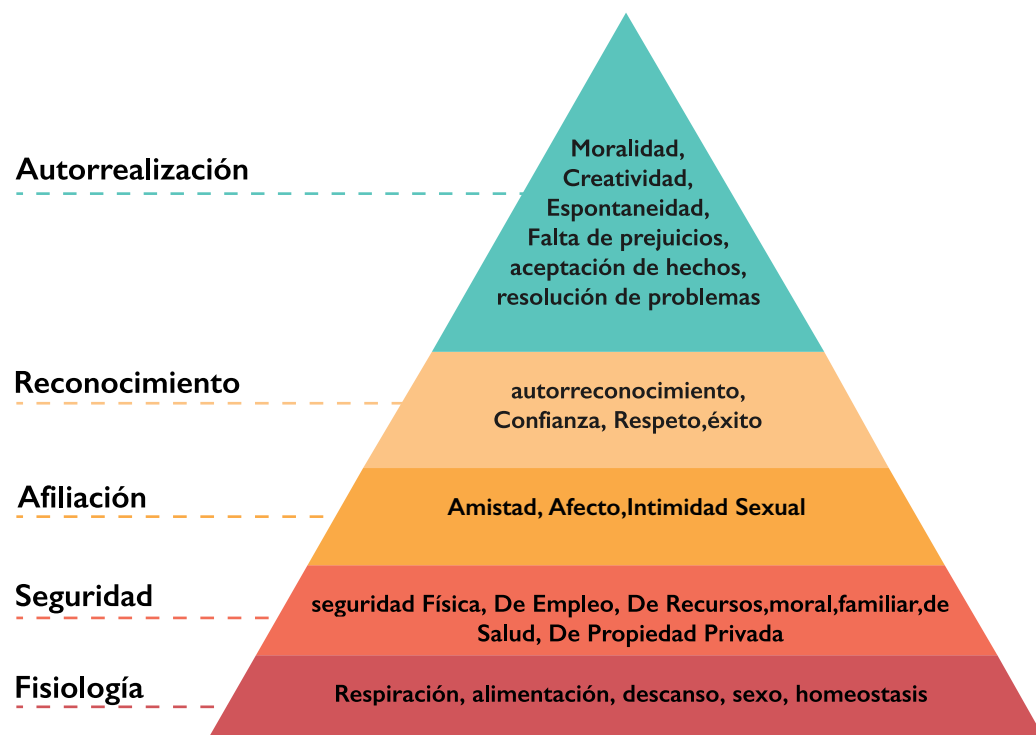 Autorrealización
Moralidad,
Creatividad,
Espontaneidad,
Falta de prejuicios,
aceptación de hechos,
resolución de problemas
Reconocimiento
autorreconocimiento,
Confianza, Respeto,éxito
Afiliación
Amistad, Afecto,Intimidad Sexual
Seguridad
seguridad Física, De Empleo, De Recursos,moral,familiar,de
Salud, De Propiedad Privada
Fisiología
Respiración, alimentación, descanso, sexo, homeostasis